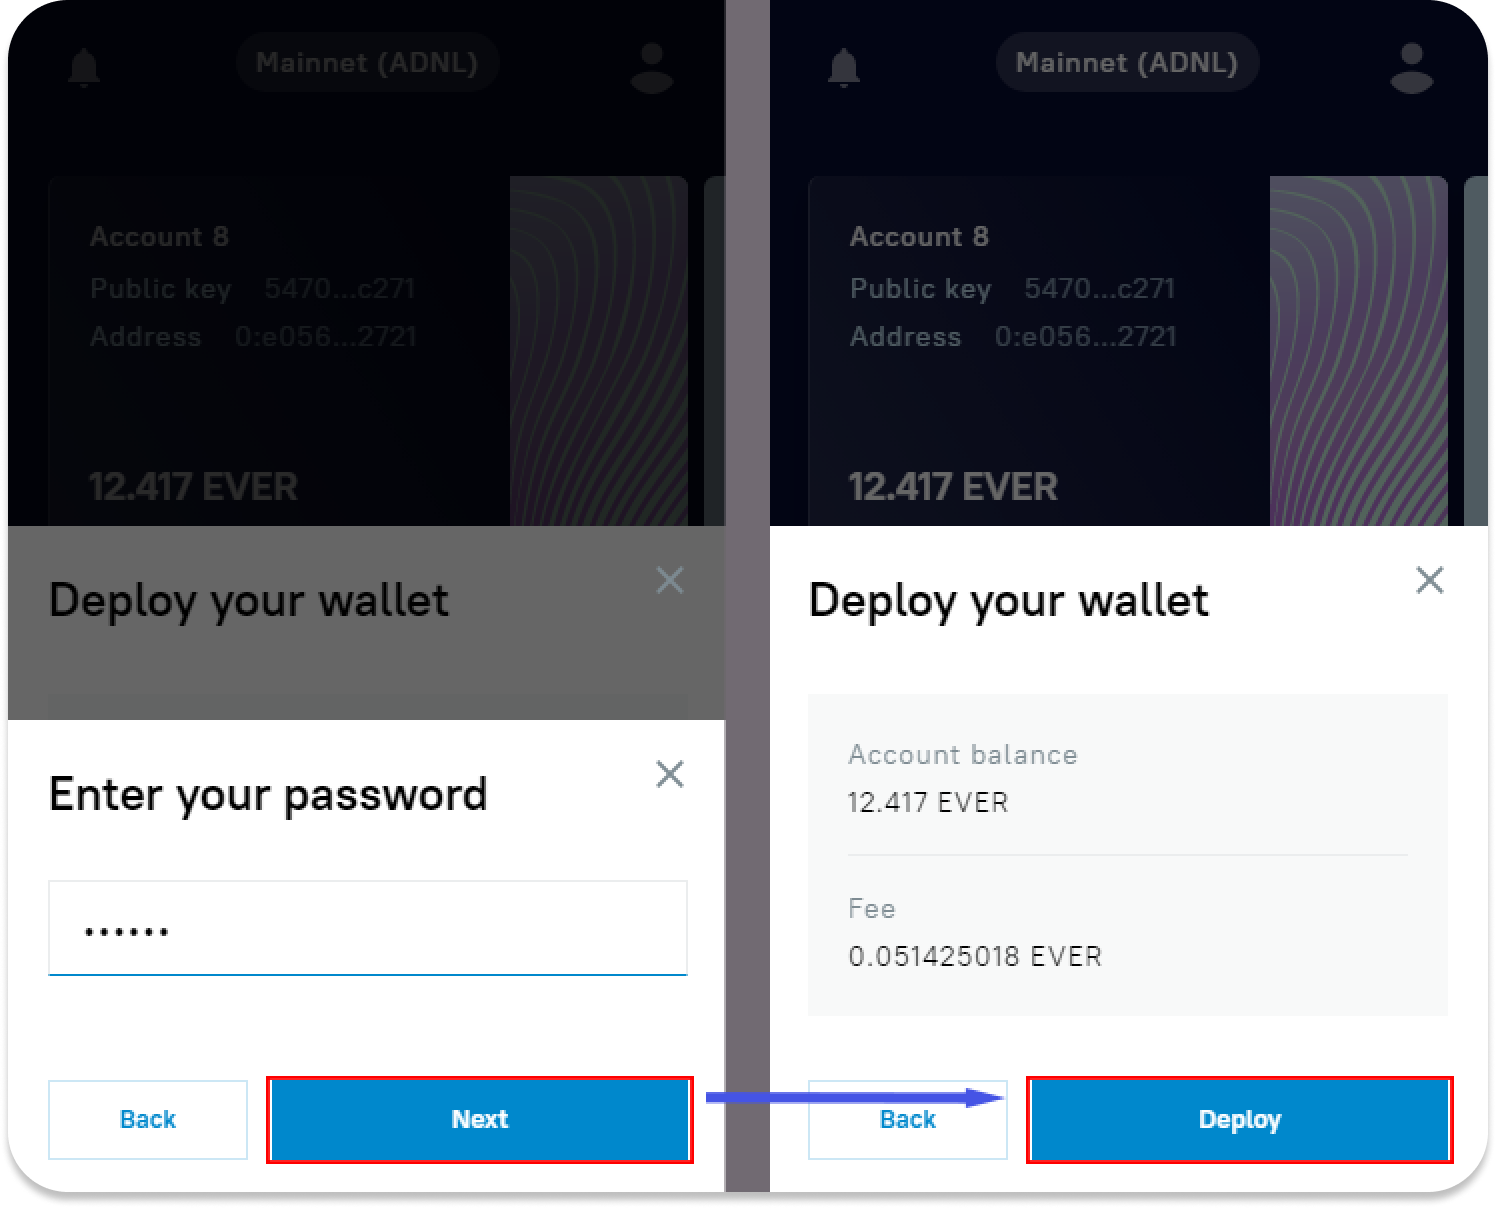 Mainnet (ADNL)
Account 8
Public key 5470...c271
Address 0:e056...2721
12.417 EVER
Deploy your wallet
Enter your password
••••••
Back
Next
Mainnet (ADNL)
Account 8
Public key 5470...c271
Address 0:e056...2721
12.417 EVER
Deploy your wallet
Account balance
12.417 EVER
Fee
0.051425018 EVER
Back
Deploy